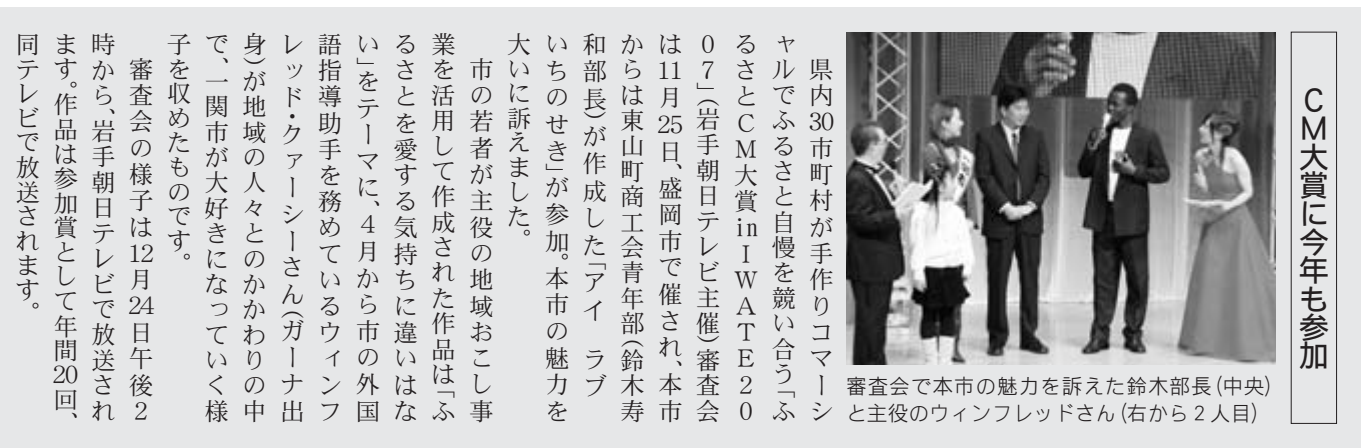 CM大賞に今年も参加
審査会で本市の魅力を訴えた鈴木部長(中央)
と主役のウィンフレッドさん(右から2人目)
県内30市町村が手作りコマーシ
ャルでふるさと自慢を競い合う「ふ
るさとCM大賞inIWATE20
07」(岩手朝日テレビ主催)審査会
は11月25日、盛岡市で催され、本市
からは東山町商工会青年部(鈴木寿
和部長)が作成した「アイ ラブ
いちのせき」が参加。本市の魅力を
大いに訴えました。
市の若者が主役の地域おこし事
業を活用して作成された作品は「ふ
るさとを愛する気持ちに違いはな
い」をテーマに、4月から市の外国
語指導助手を務めているウィンフ
レッド・クァーシーさん(ガーナ出
身)が地域の人々とのかかわりの中
で、一関市が大好きになっていく様
子を収めたものです。
審査会の様子は12月24日午後2
時から、岩手朝日テレビで放送され
ます。作品は参加賞として年間20回、
同テレビで放送されます。